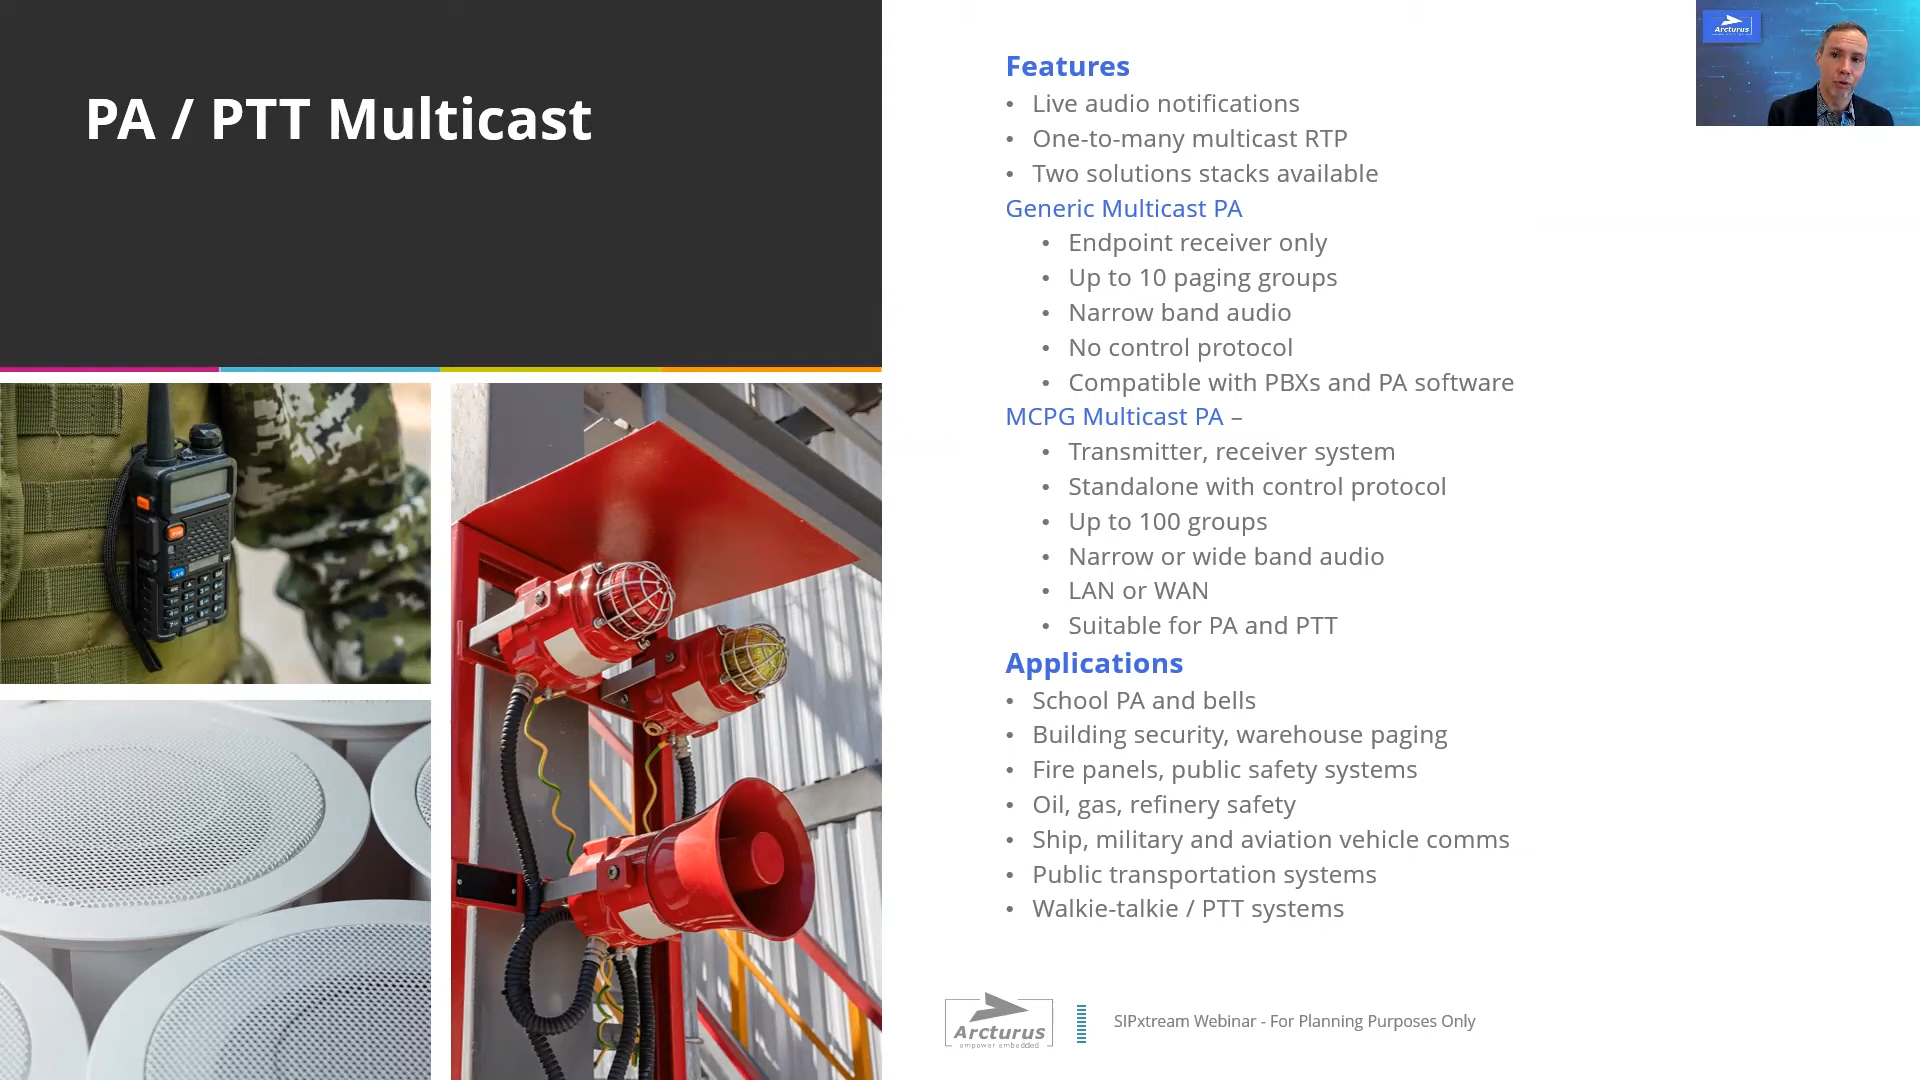 PA / PTT Multicast
Features
• Live audio notifications
• One-to-many multicast RTP
• Two solutions stacks available
Generic Multicast PA
• Endpoint receiver only
• Up to 10 paging groups
• Narrow band audio
• No control protocol
• Compatible with PBXs and PA software
MCPG Multicast PA –
• Transmitter, receiver system
• Standalone with control protocol
• Up to 100 groups
• Narrow or wide band audio
• LAN or WAN
• Suitable for PA and PTT
Applications
• School PA and bells
• Building security, warehouse paging
• Fire panels, public safety systems
• Oil, gas, refinery safety
• Ship, military and aviation vehicle comms
• Public transportation systems
• Walkie-talkie / PTT systems
Arcturus
empower embedded
SIPxtream Webinar - For Planning Purposes Only
Arcturus